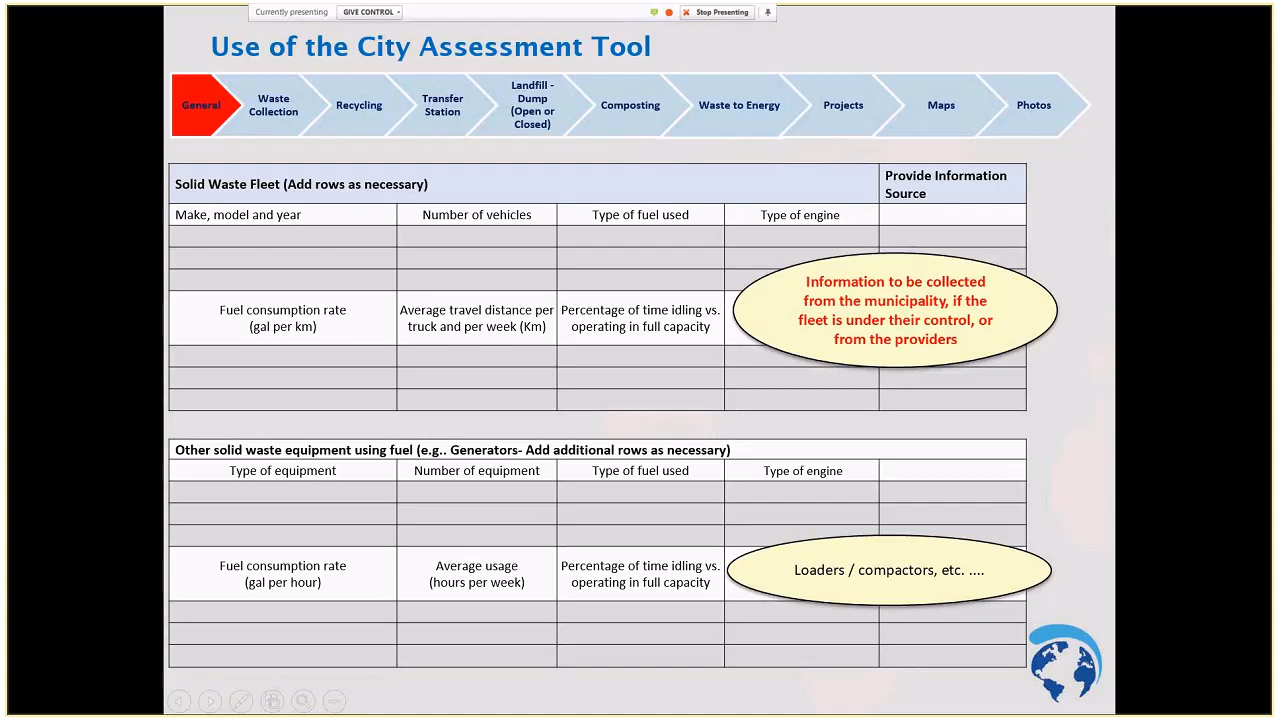 Currently presenting GIVE CONTROL Stop Presenting
Use of the City Assessment Tool
General
Waste
Collection
Recycling
Transfer
Station
Landfill -
Dump
(Open or
Closed)
Composting
Waste to Energy
Projects
Maps
Photos
Solid Waste Fleet (Add rows as necessary)
Provide Information
Source
Make, model and year
Number of vehicles
Type of fuel used
Type of engine
Fuel consumption rate
(gal per km)
Average travel distance per
truck and per week (Km)
Percentage of time idling vs.
operating in full capacity
Information to be collected
from the municipality, if the
fleet is under their control, or
from the providers
Other solid waste equipment using fuel (e.g.. Generators- Add additional rows as necessary)
Type of equipment
Number of equipment
Type of fuel used
Type of engine
Fuel consumption rate
(gal per hour)
Average usage
(hours per week)
Percentage of time idling vs.
operating in full capacity
Loaders / compactors, etc. ....